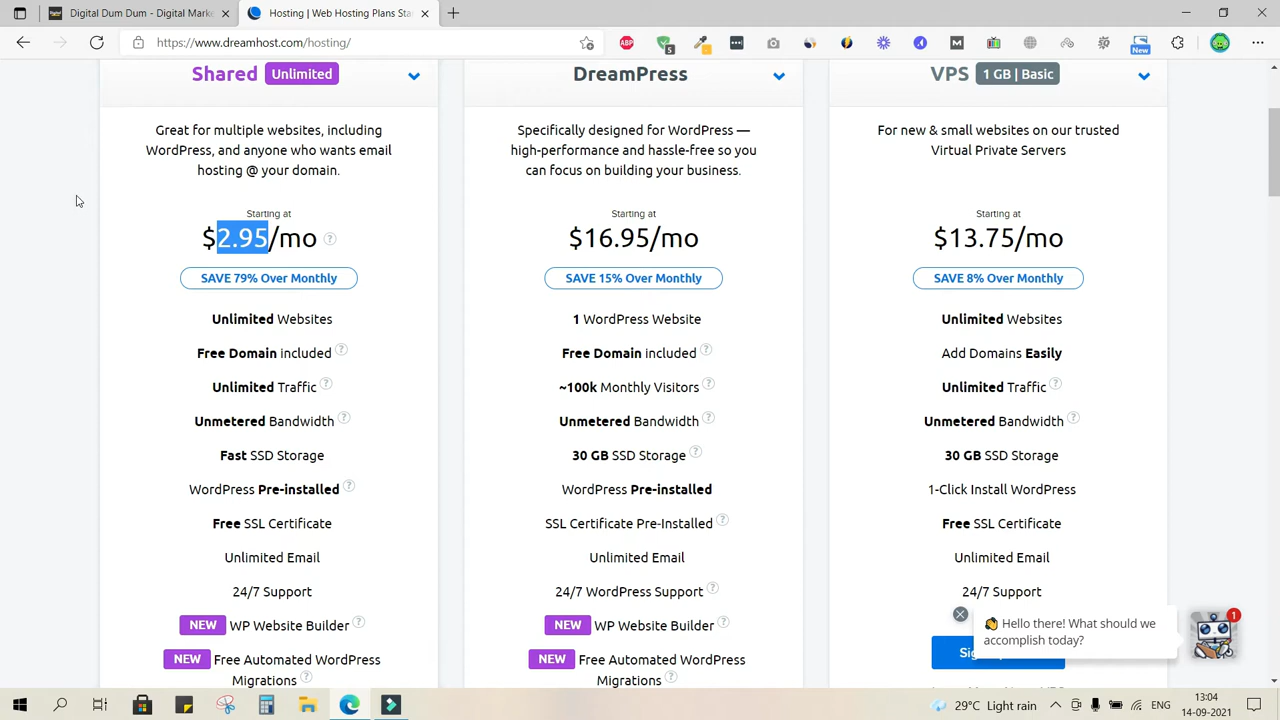 Digital Dum Dum - Digital Marke
Hosting | Web Hosting Plans Sta
https://www.dreamhost.com/hosting/
ABP
5
M
New
Shared Unlimited
Great for multiple websites, including
WordPress, and anyone who wants email
hosting @ your domain.
Starting at
$2.95/mo ?
SAVE 79% Over Monthly
Unlimited Websites
Free Domain included ?
Unlimited Traffic ?
Unmetered Bandwidth ?
Fast SSD Storage
WordPress Pre-installed ?
Free SSL Certificate
Unlimited Email
24/7 Support
NEW WP Website Builder ?
NEW Free Automated WordPress
Migrations ?
DreamPress
Specifically designed for WordPress —
high-performance and hassle-free so you
can focus on building your business.
Starting at
$16.95/mo
SAVE 15% Over Monthly
1 WordPress Website
Free Domain included ?
~100k Monthly Visitors ?
Unmetered Bandwidth ?
30 GB SSD Storage ?
WordPress Pre-installed
SSL Certificate Pre-Installed ?
Unlimited Email
24/7 WordPress Support ?
NEW WP Website Builder ?
NEW Free Automated WordPress
Migrations ?
VPS 1 GB | Basic
For new & small websites on our trusted
Virtual Private Servers
Starting at
$13.75/mo
SAVE 8% Over Monthly
Unlimited Websites
Add Domains Easily
Unlimited Traffic ?
Unmetered Bandwidth ?
30 GB SSD Storage
1-Click Install WordPress
Free SSL Certificate
Unlimited Email
24/7 Support
Hello there! What should we
accomplish today?
1
29°C Light rain
ENG
13:04
14-09-2021